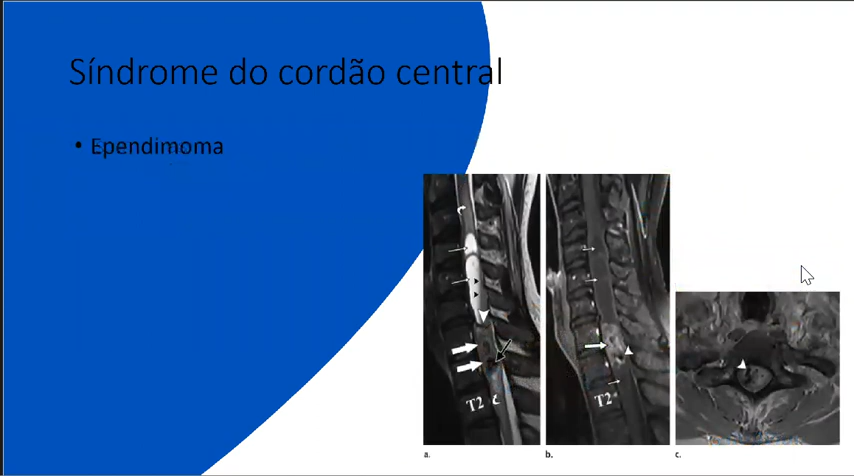 Síndrome do cordão central
• Ependimoma
T2
T2
a.
b.
c.